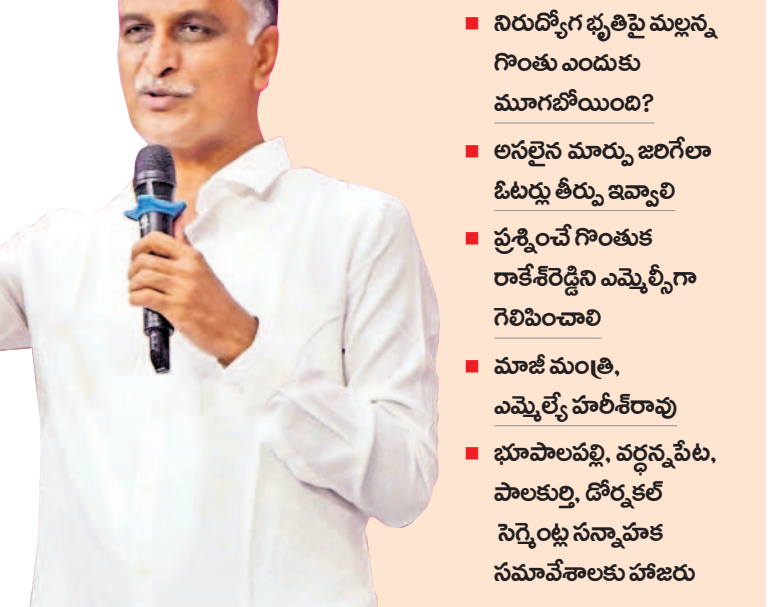 నిరుద్యోగ భృతిపై మల్లన్న
గొంతు ఎందుకు
మూగబోయింది?
అసలైన మార్పు జరిగేలా
ఓటర్లు తీర్పు ఇవ్వాలి
ప్రశ్నించే గొంతుక
రాకేశ్‌రెడ్డిని ఎమ్మెల్సీగా
గెలిపించాలి
మాజీ మంత్రి,
ఎమ్మెల్యే హరీశ్‌రావు
భూపాలపల్లి, వర్ధన్నపేట,
పాలకుర్తి, డోర్నకల్
సెగ్మెంట్ల సన్నాహక
సమావేశాలకు హాజరు